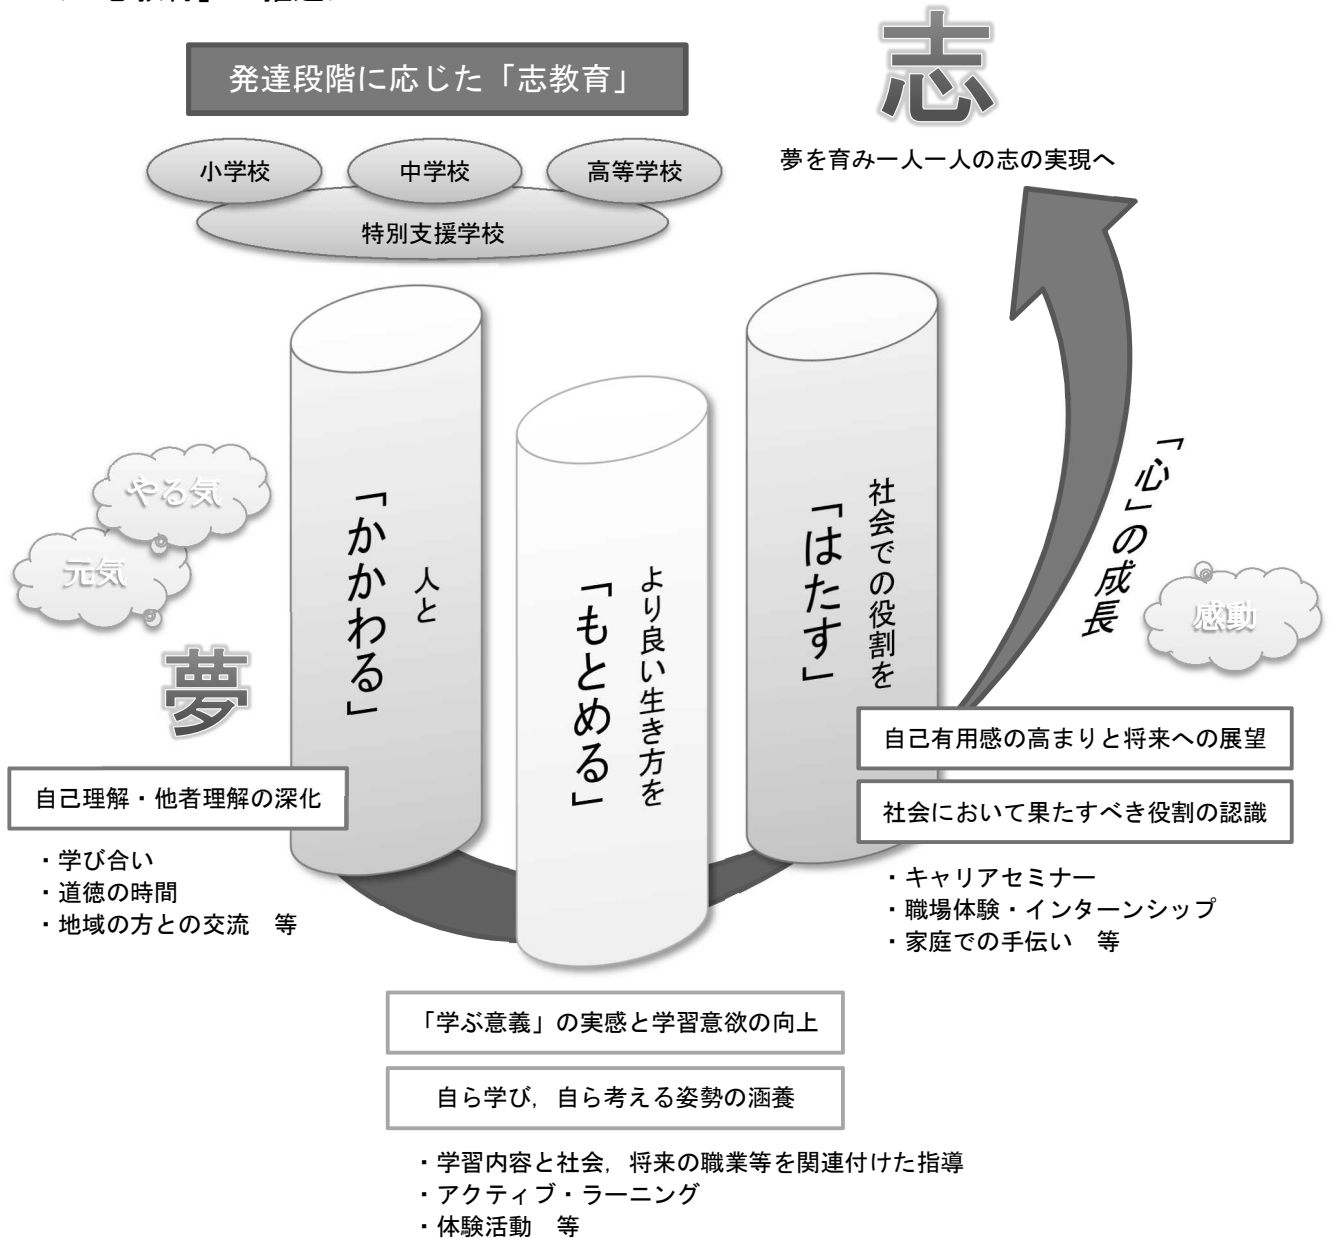 発達段階に応じた「志教育」
志
夢を育み一人一人の志の実現へ
小学校
中学校
高等学校
特別支援学校
人と
「かかわる」
より良い生き方を
「もとめる」
社会での役割を
「はたす」
「心」の成長
やる気
元気
感動
夢
自己理解・他者理解の深化
・学び合い
・道徳の時間
・地域の方との交流　等
自己有用感の高まりと将来への展望
社会において果たすべき役割の認識
・キャリアセミナー
・職場体験・インターンシップ
・家庭での手伝い　等
「学ぶ意義」の実感と学習意欲の向上
自ら学び，自ら考える姿勢の涵養
・学習内容と社会，将来の職業等を関連付けた指導
・アクティブ・ラーニング
・体験活動　等